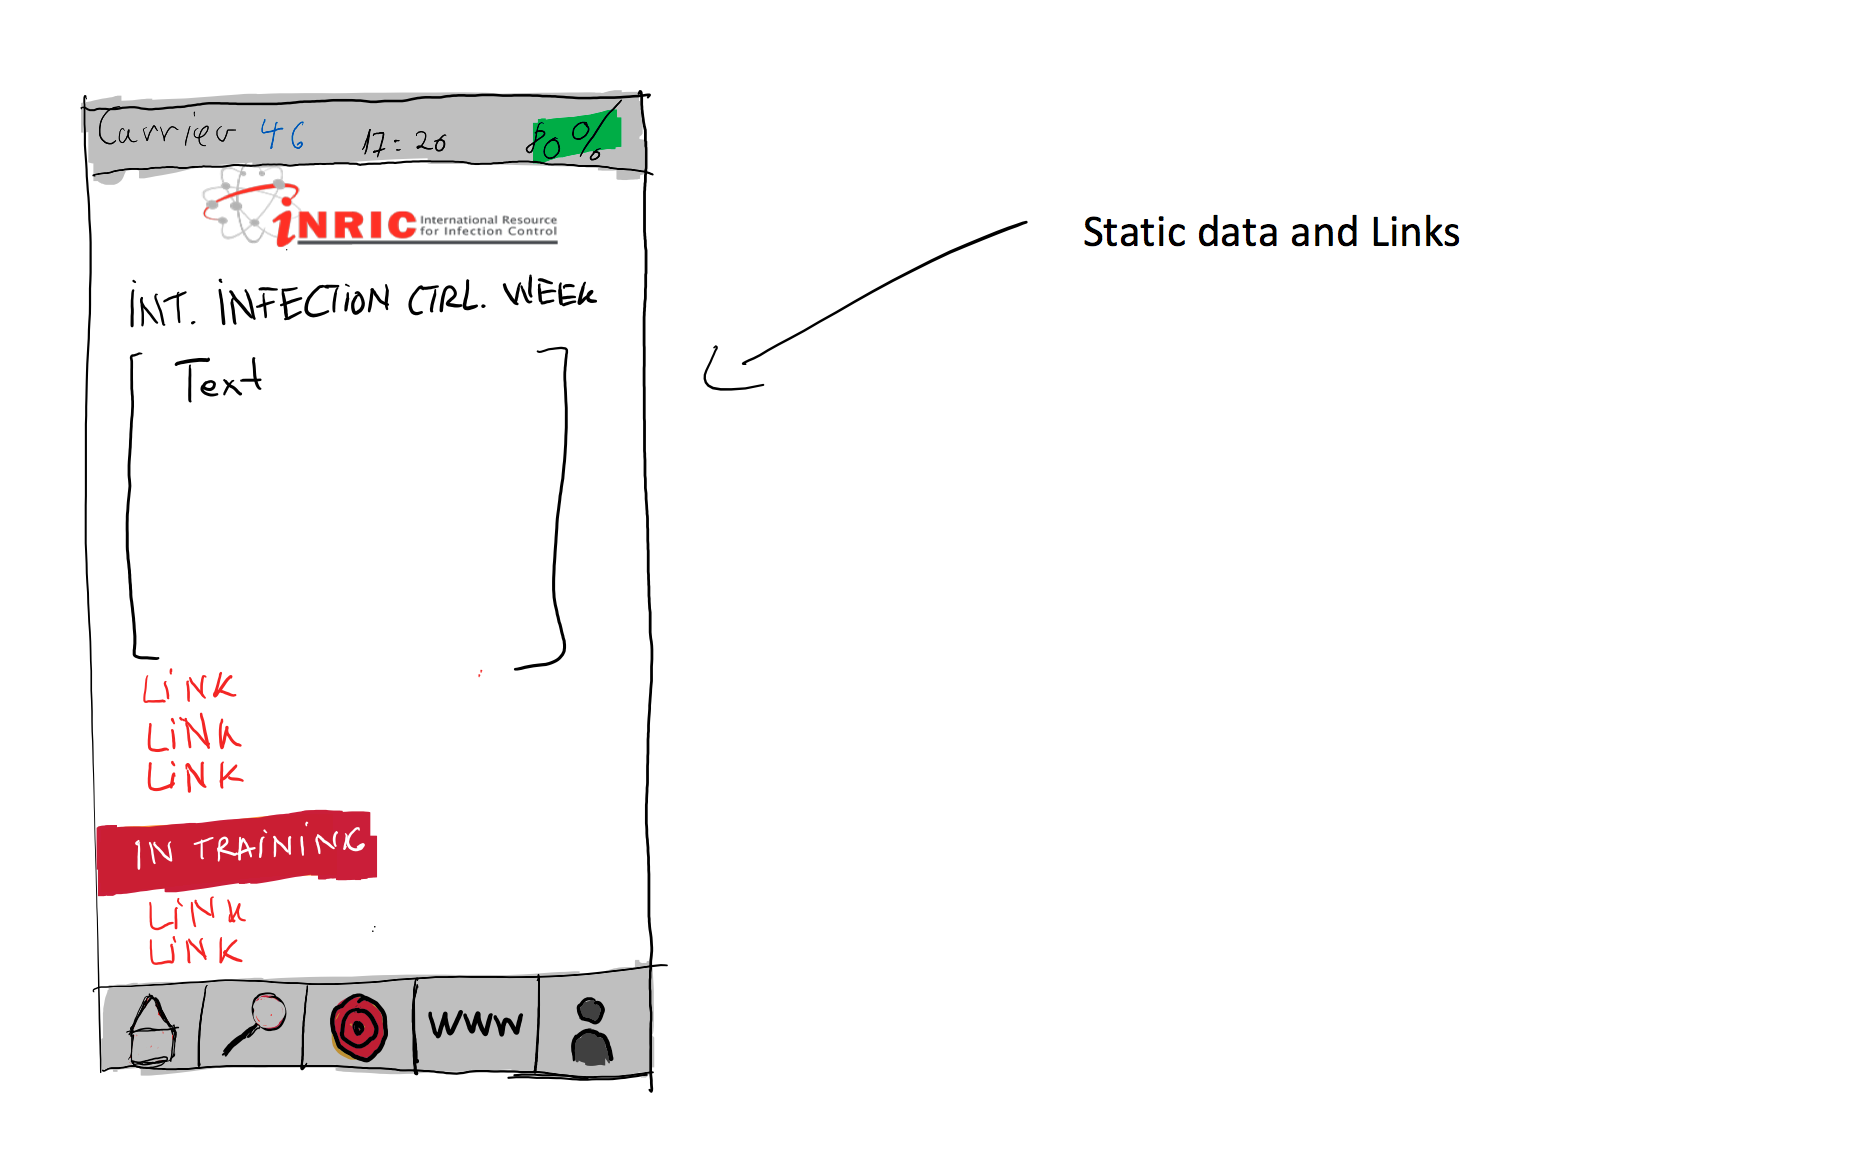 Carrier 4G 17:20 80%
iNRIC International Resource
for Infection Control
Static data and Links
INT. INFECTION CTRL. WEEK
Text
LINK
LINK
LINK
IN TRAINING
LINK
LINK
WWW